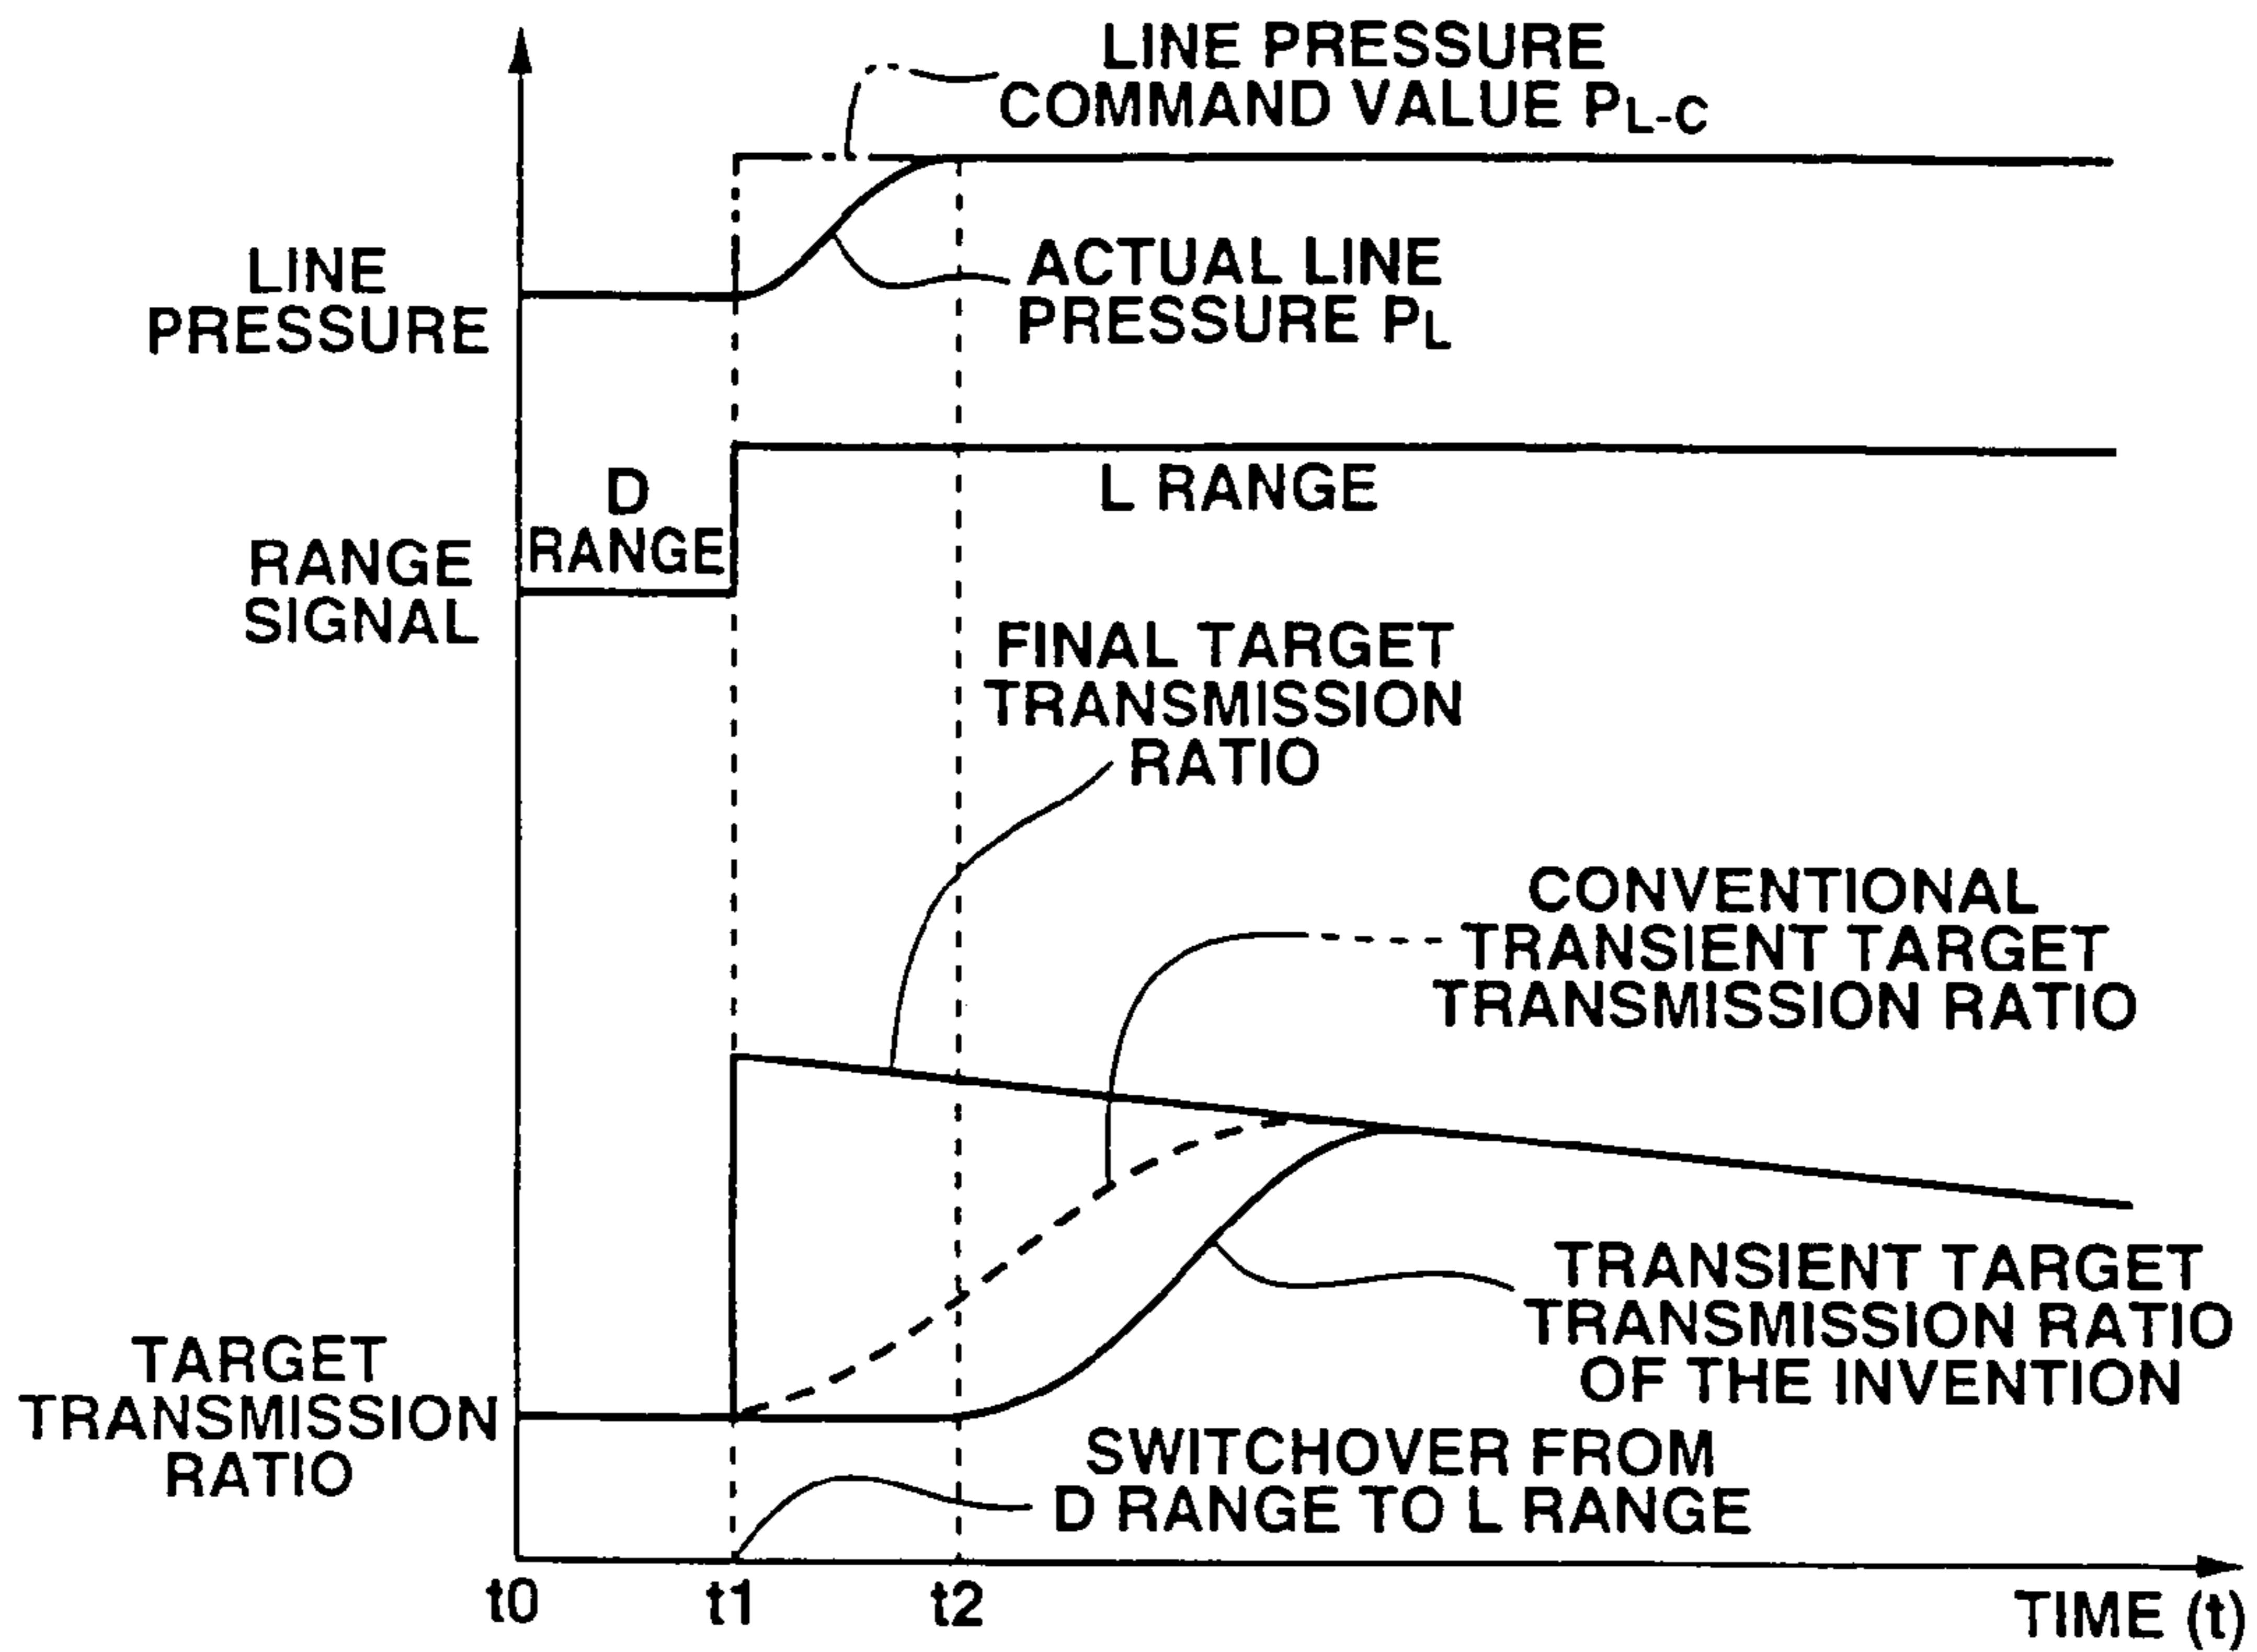 LINE PRESSURE
COMMAND VALUE PL-C
LINE
PRESSURE
ACTUAL LINE
PRESSURE PL
D
RANGE
L RANGE
RANGE
SIGNAL
FINAL TARGET
TRANSMISSION
RATIO
CONVENTIONAL
TRANSIENT TARGET
TRANSMISSION RATIO
TRANSIENT TARGET
TRANSMISSION RATIO
OF THE INVENTION
TARGET
TRANSMISSION
RATIO
SWITCHOVER FROM
D RANGE TO L RANGE
t0
t1
t2
TIME (t)